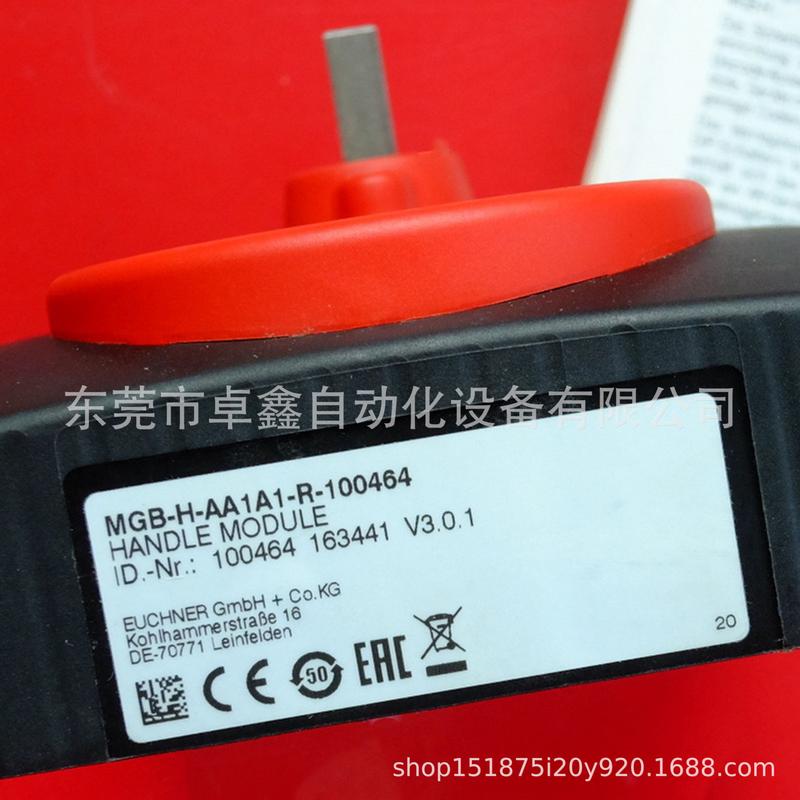 东莞市卓鑫自动化设备有限公司
MGB-H-AA1A1-R-100464
HANDLE MODULE
ID.-Nr.: 100464 163441 V3.0.1
EUCHNER GmbH + Co.KG
Kohlhammerstraße 16
DE-70771 Leinfelden
20
CE 50 EAC
shop151875i20y920.1688.com